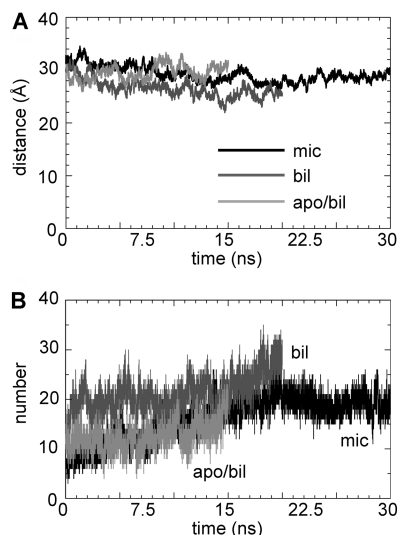 A
40
30
20
10
0
distance (Å)
mic
bil
apo/bil
0 7.5 15 22.5 30
time (ns)
B
40
30
20
10
0
number
bil
mic
apo/bil
0 7.5 15 22.5 30
time (ns)